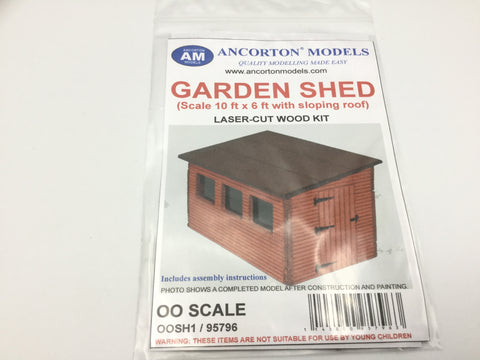 ANCORTON
AM
MODELS
ANCORTON® MODELS
QUALITY MODELLING MADE EASY
www.ancortonmodels.com
GARDEN SHED
(Scale 10 ft x 6 ft with sloping roof)
LASER-CUT WOOD KIT
Includes assembly instructions
PHOTO SHOWS A COMPLETED MODEL AFTER CONSTRUCTION AND PAINTING.
OO SCALE
OOSH1 / 95796
WARNING: THESE ITEMS ARE NOT SUITABLE FOR USE BY YOUNG CHILDREN